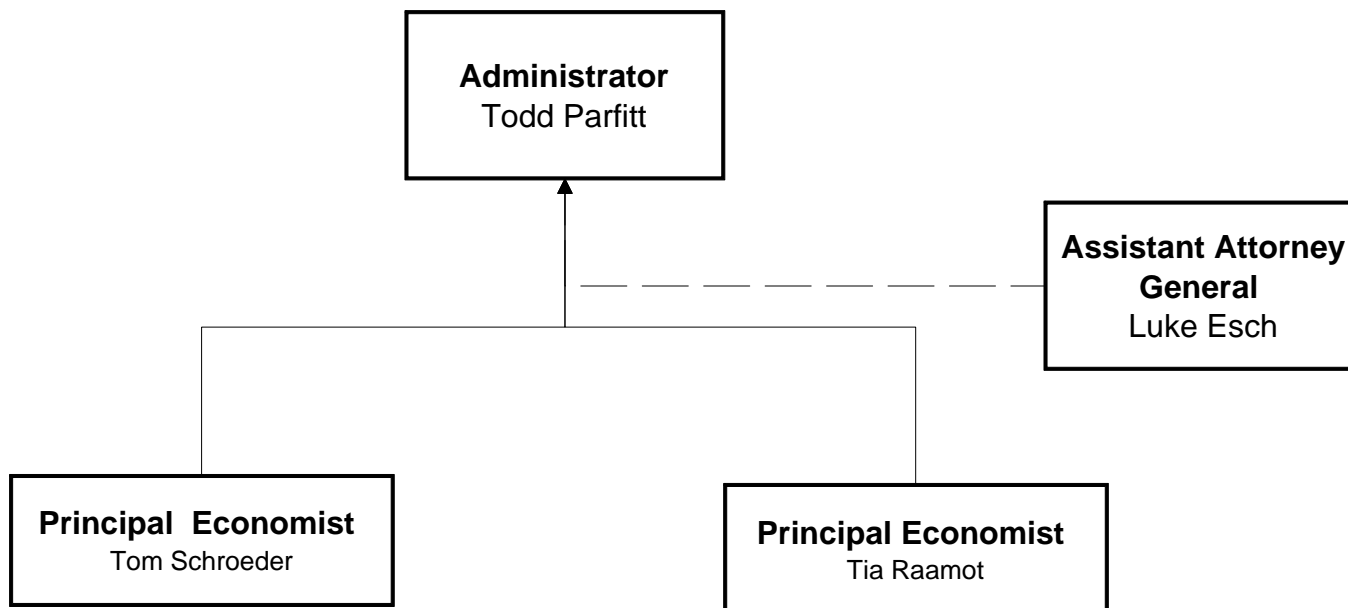 Administrator
Todd Parfitt
Assistant Attorney
General
Luke Esch
Principal  Economist
Tom Schroeder
Principal Economist
Tia Raamot